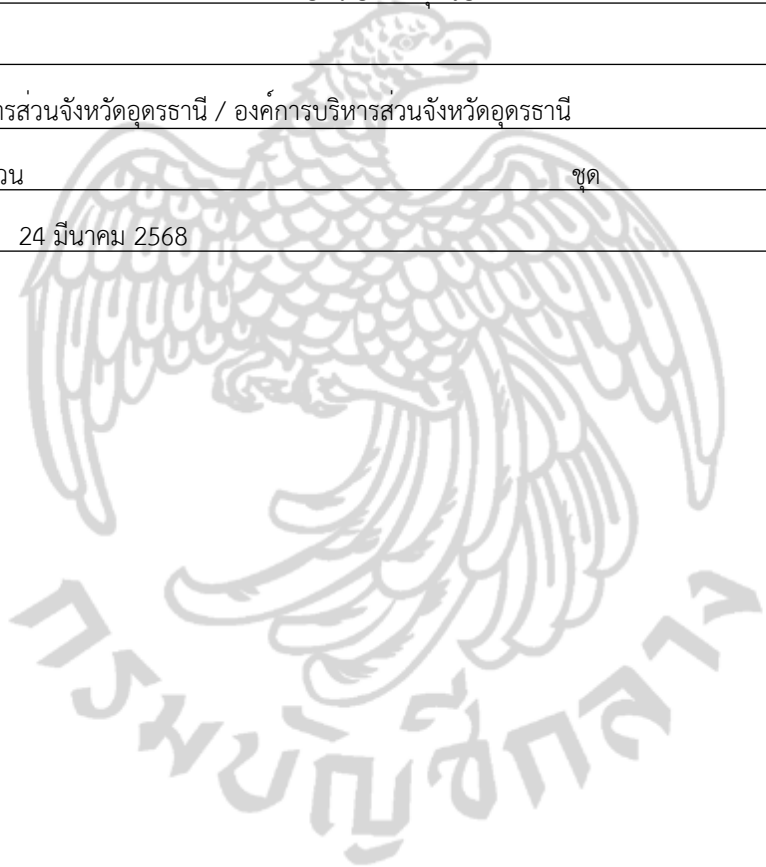 ารส่วนจังหวัดอุดรธานี / องค์การบริหารส่วนจังหวัดอุดรธานี
วน ชุด
24 มีนาคม 2568
กรมบัญชีกลาง